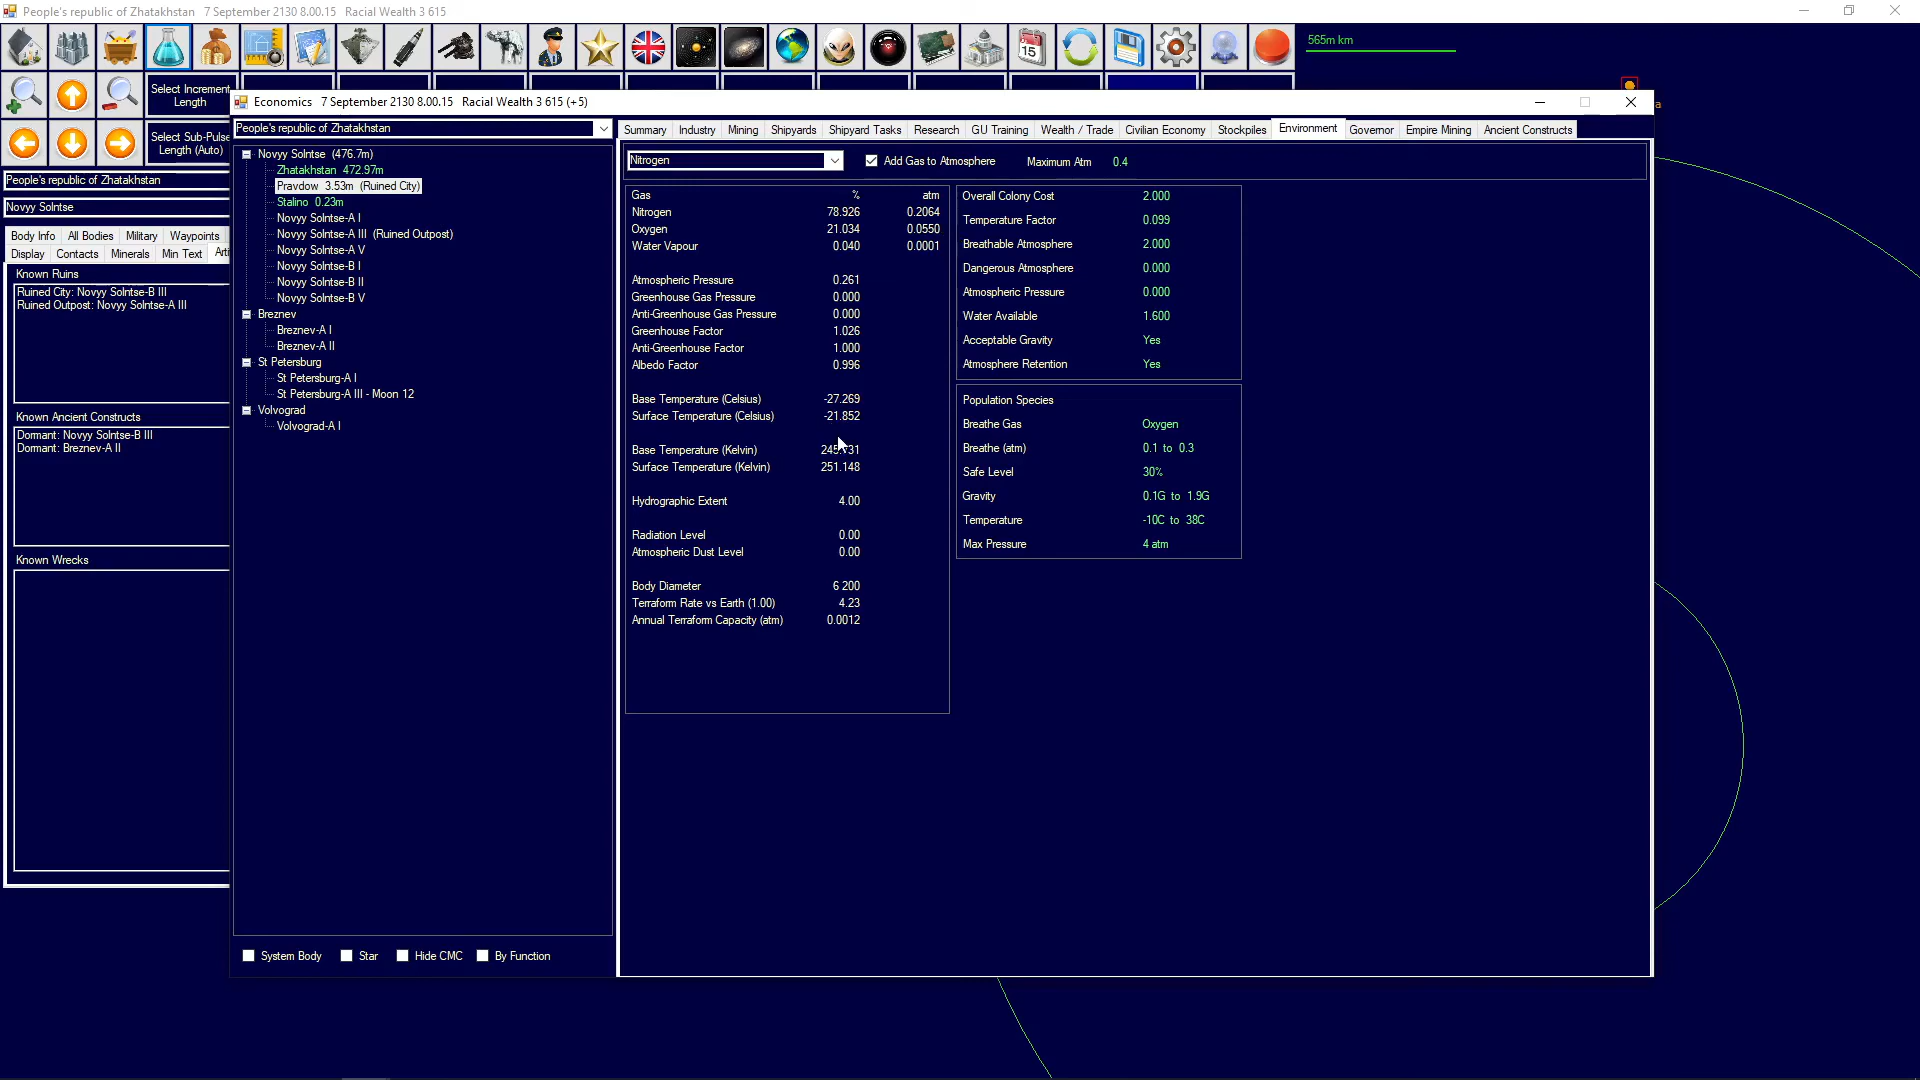 People's republic of Zhatakhstan 7 September 2130 8.00.15 Racial Wealth 3 615
15
565m km
Select Increment Length
Select Sub-Pulse Length (Auto)
People's republic of Zhatakhstan
Novyy Solntse
Body Info All Bodies Military Waypoints
Display Contacts Minerals Min Text
Known Ruins
Ruined City: Novyy Solntse-B III
Ruined Outpost: Novyy Solntse-A III
Known Ancient Constructs
Dormant: Novyy Solntse-B III
Dormant: Breznev-A II
Known Wrecks
Economics 7 September 2130 8.00.15 Racial Wealth 3 615 (+5)
People's republic of Zhatakhstan
Novyy Solntse (476.7m)
Zhatakhstan 472.97m
Pravdow 3.53m (Ruined City)
Stalino 0.23m
Novyy Solntse-A I
Novyy Solntse-A III (Ruined Outpost)
Novyy Solntse-A V
Novyy Solntse-B I
Novyy Solntse-B II
Novyy Solntse-B V
Breznev
Breznev-A I
Breznev-A II
St Petersburg
St Petersburg-A I
St Petersburg-A III - Moon 12
Volvograd
Volvograd-A I
System Body Star Hide CMC By Function
Summary Industry Mining Shipyards Shipyard Tasks Research GU Training Wealth / Trade Civilian Economy Stockpiles Environment Governor Empire Mining Ancient Constructs
Nitrogen Add Gas to Atmosphere Maximum Atm 0.4
Gas % atm
Nitrogen 78.926 0.2064
Oxygen 21.034 0.0550
Water Vapour 0.040 0.0001
Atmospheric Pressure 0.261
Greenhouse Gas Pressure 0.000
Anti-Greenhouse Gas Pressure 0.000
Greenhouse Factor 1.026
Anti-Greenhouse Factor 1.000
Albedo Factor 0.996
Base Temperature (Celsius) -27.269
Surface Temperature (Celsius) -21.852
Base Temperature (Kelvin)
Surface Temperature (Kelvin) 251.148
Hydrographic Extent 4.00
Radiation Level 0.00
Atmospheric Dust Level 0.00
Body Diameter 6 200
Terraform Rate vs Earth (1.00) 4.23
Annual Terraform Capacity (atm) 0.0012
Overall Colony Cost 2.000
Temperature Factor 0.099
Breathable Atmosphere 2.000
Dangerous Atmosphere 0.000
Atmospheric Pressure 0.000
Water Available 1.600
Acceptable Gravity Yes
Atmosphere Retention Yes
Population Species
Breathe Gas Oxygen
Breathe (atm) 0.1 to 0.3
Safe Level 30%
Gravity 0.1G to 1.9G
Temperature -10C to 38C
Max Pressure 4 atm